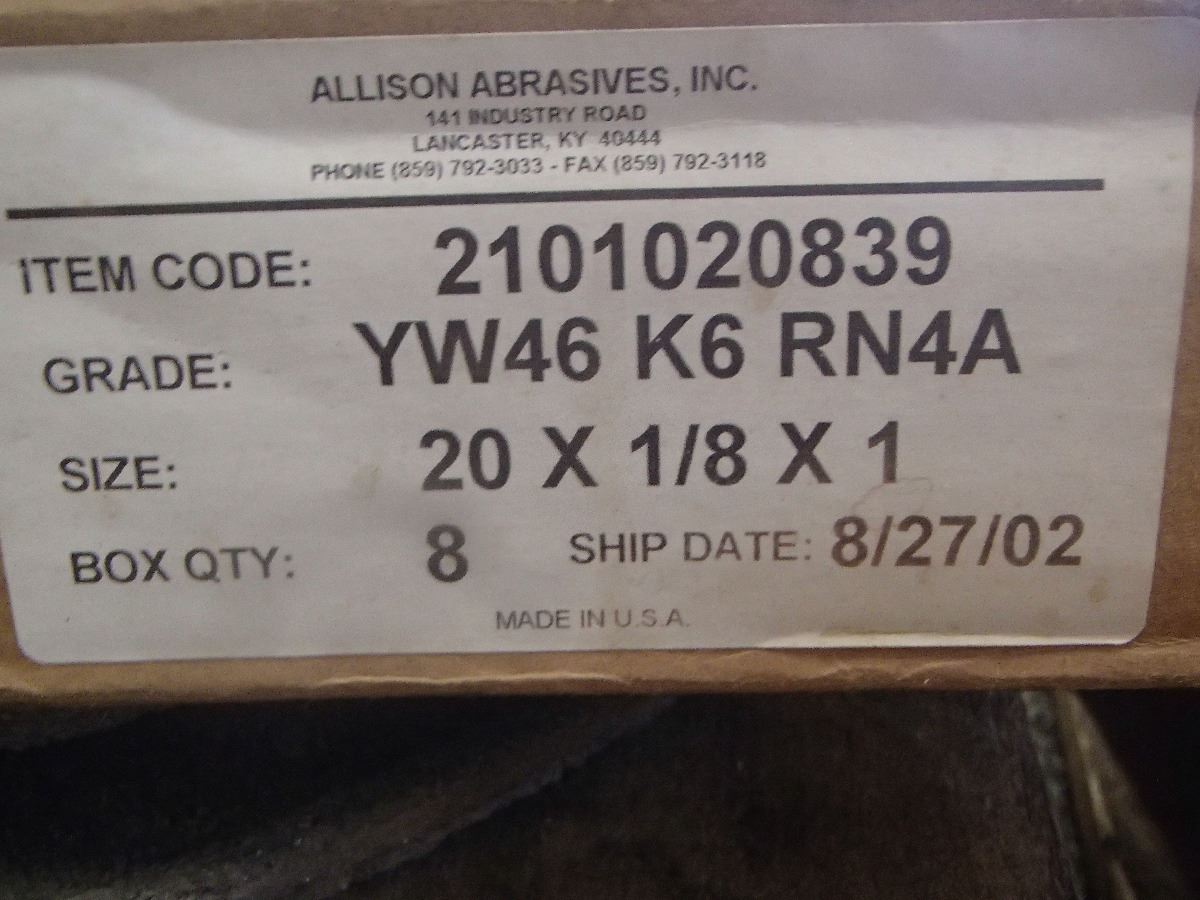 ALLISON ABRASIVES, INC.
141 INDUSTRY ROAD
LANCASTER, KY 40444
PHONE (859) 792-3033 - FAX (859) 792-3118
ITEM CODE: 2101020839
GRADE: YW46 K6 RN4A
SIZE: 20 X 1/8 X 1
BOX QTY: 8 SHIP DATE: 8/27/02
MADE IN U.S.A.